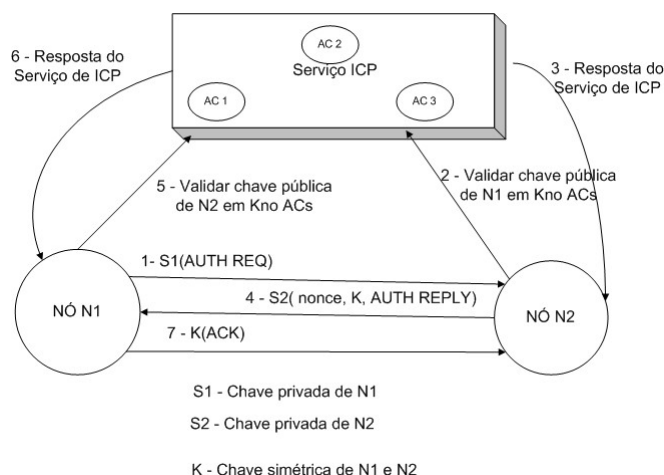 6 - Resposta do
Serviço de ICP
AC 2
Serviço ICP
AC 1
AC 3
3 - Resposta do
Serviço de ICP
5 - Validar chave pública
de N2 em Kno ACs
2 - Validar chave pública
de N1 em Kno ACs
1- S1(AUTH REQ)
NÓ N1
4 - S2( nonce, K, AUTH REPLY)
NÓ N2
7 - K(ACK)
S1 - Chave privada de N1
S2 - Chave privada de N2
K - Chave simétrica de N1 e N2